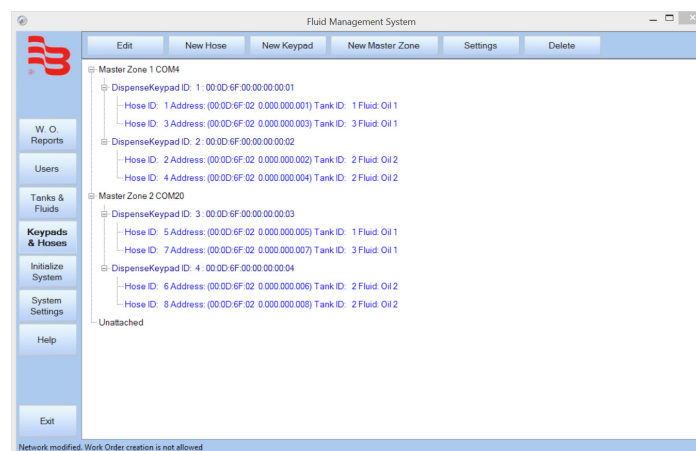 Fluid Management System
Edit New Hose New Keypad New Master Zone Settings Delete
Master Zone 1 COM4
DispenseKeypad ID: 1 : 00:0D:6F:00:00:00:00:01
Hose ID: 1 Address: (00:0D:6F:02 0.000.000.001) Tank ID: 1 Fluid: Oil 1
Hose ID: 3 Address: (00:0D:6F:02 0.000.000.003) Tank ID: 3 Fluid: Oil 1
DispenseKeypad ID: 2 : 00:0D:6F:00:00:00:00:02
Hose ID: 2 Address: (00:0D:6F:02 0.000.000.002) Tank ID: 2 Fluid: Oil 2
Hose ID: 4 Address: (00:0D:6F:02 0.000.000.004) Tank ID: 2 Fluid: Oil 2
Master Zone 2 COM20
DispenseKeypad ID: 3 : 00:0D:6F:00:00:00:00:03
Hose ID: 5 Address: (00:0D:6F:02 0.000.000.005) Tank ID: 1 Fluid: Oil 1
Hose ID: 7 Address: (00:0D:6F:02 0.000.000.007) Tank ID: 3 Fluid: Oil 1
DispenseKeypad ID: 4 : 00:0D:6F:00:00:00:00:04
Hose ID: 6 Address: (00:0D:6F:02 0.000.000.006) Tank ID: 2 Fluid: Oil 2
Hose ID: 8 Address: (00:0D:6F:02 0.000.000.008) Tank ID: 2 Fluid: Oil 2
Unattached
W. O.
Reports
Users
Tanks &
Fluids
Keypads
& Hoses
Initialize
System
System
Settings
Help
Exit
Network modified. Work Order creation is not allowed